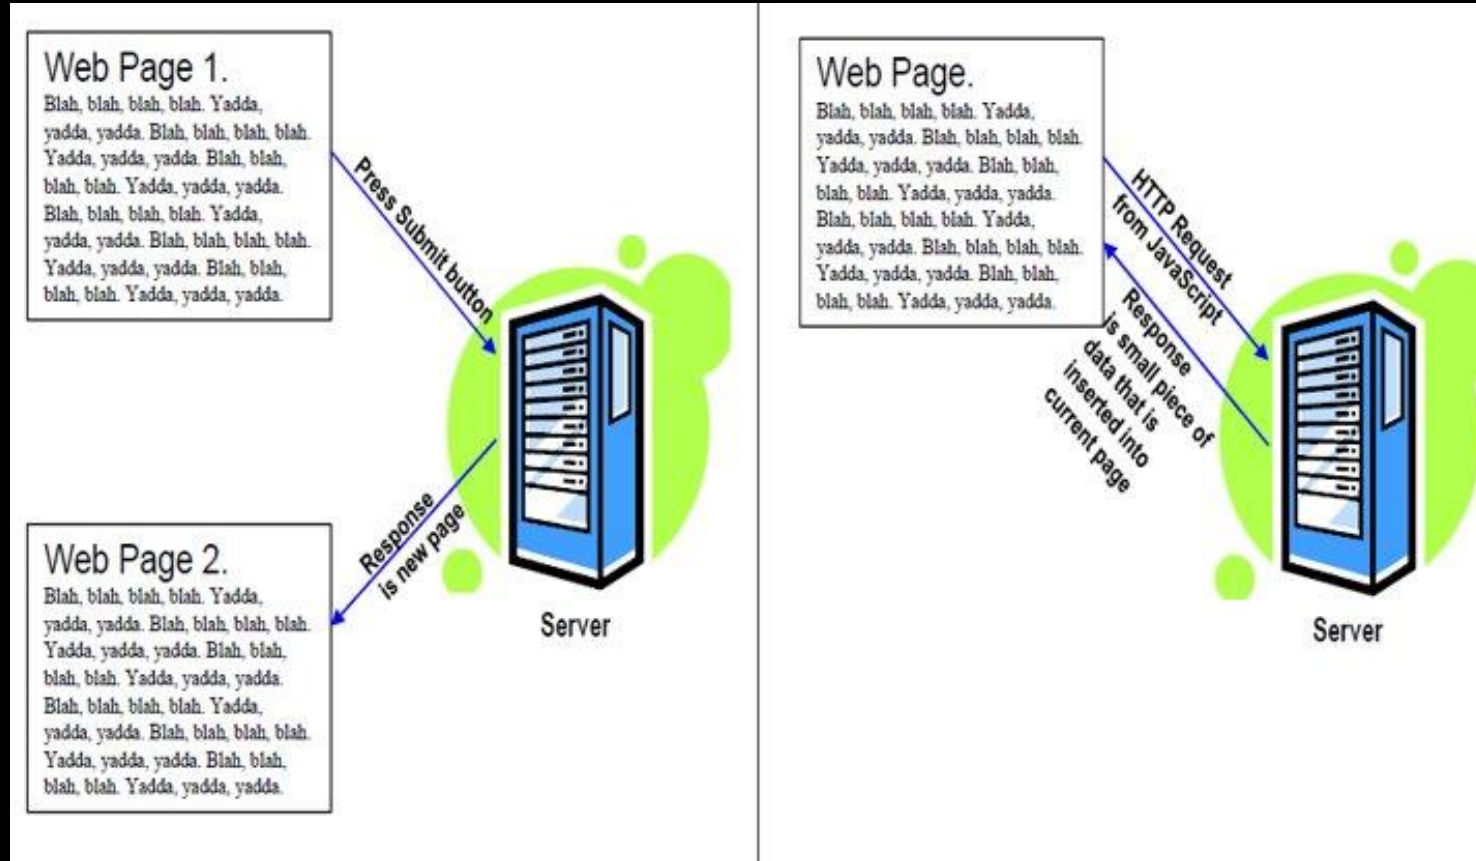 Web Page 1.
Blah, blah, blah, blah. Yadda,
yadda, yadda. Blah, blah, blah, blah.
Yadda, yadda, yadda. Blah, blah,
blah, blah. Yadda, yadda, yadda.
Blah, blah, blah, blah. Yadda,
yadda, yadda. Blah, blah, blah, blah.
Yadda, yadda, yadda. Blah, blah,
blah, blah. Yadda, yadda, yadda.
Press Submit button
Response
is new page
Server
Web Page 2.
Blah, blah, blah, blah. Yadda,
yadda, yadda. Blah, blah, blah, blah.
Yadda, yadda, yadda. Blah, blah,
blah, blah. Yadda, yadda, yadda.
Blah, blah, blah, blah. Yadda,
yadda, yadda. Blah, blah, blah, blah.
Yadda, yadda, yadda. Blah, blah,
blah, blah. Yadda, yadda, yadda.
Web Page.
Blah, blah, blah, blah. Yadda,
yadda, yadda. Blah, blah, blah, blah.
Yadda, yadda, yadda. Blah, blah,
blah, blah. Yadda, yadda, yadda.
Blah, blah, blah, blah. Yadda,
yadda, yadda. Blah, blah, blah, blah.
Yadda, yadda, yadda. Blah, blah,
blah, blah. Yadda, yadda, yadda.
HTTP Request
from JavaScript
Response
is small piece of
data that is
inserted into
current page
Server